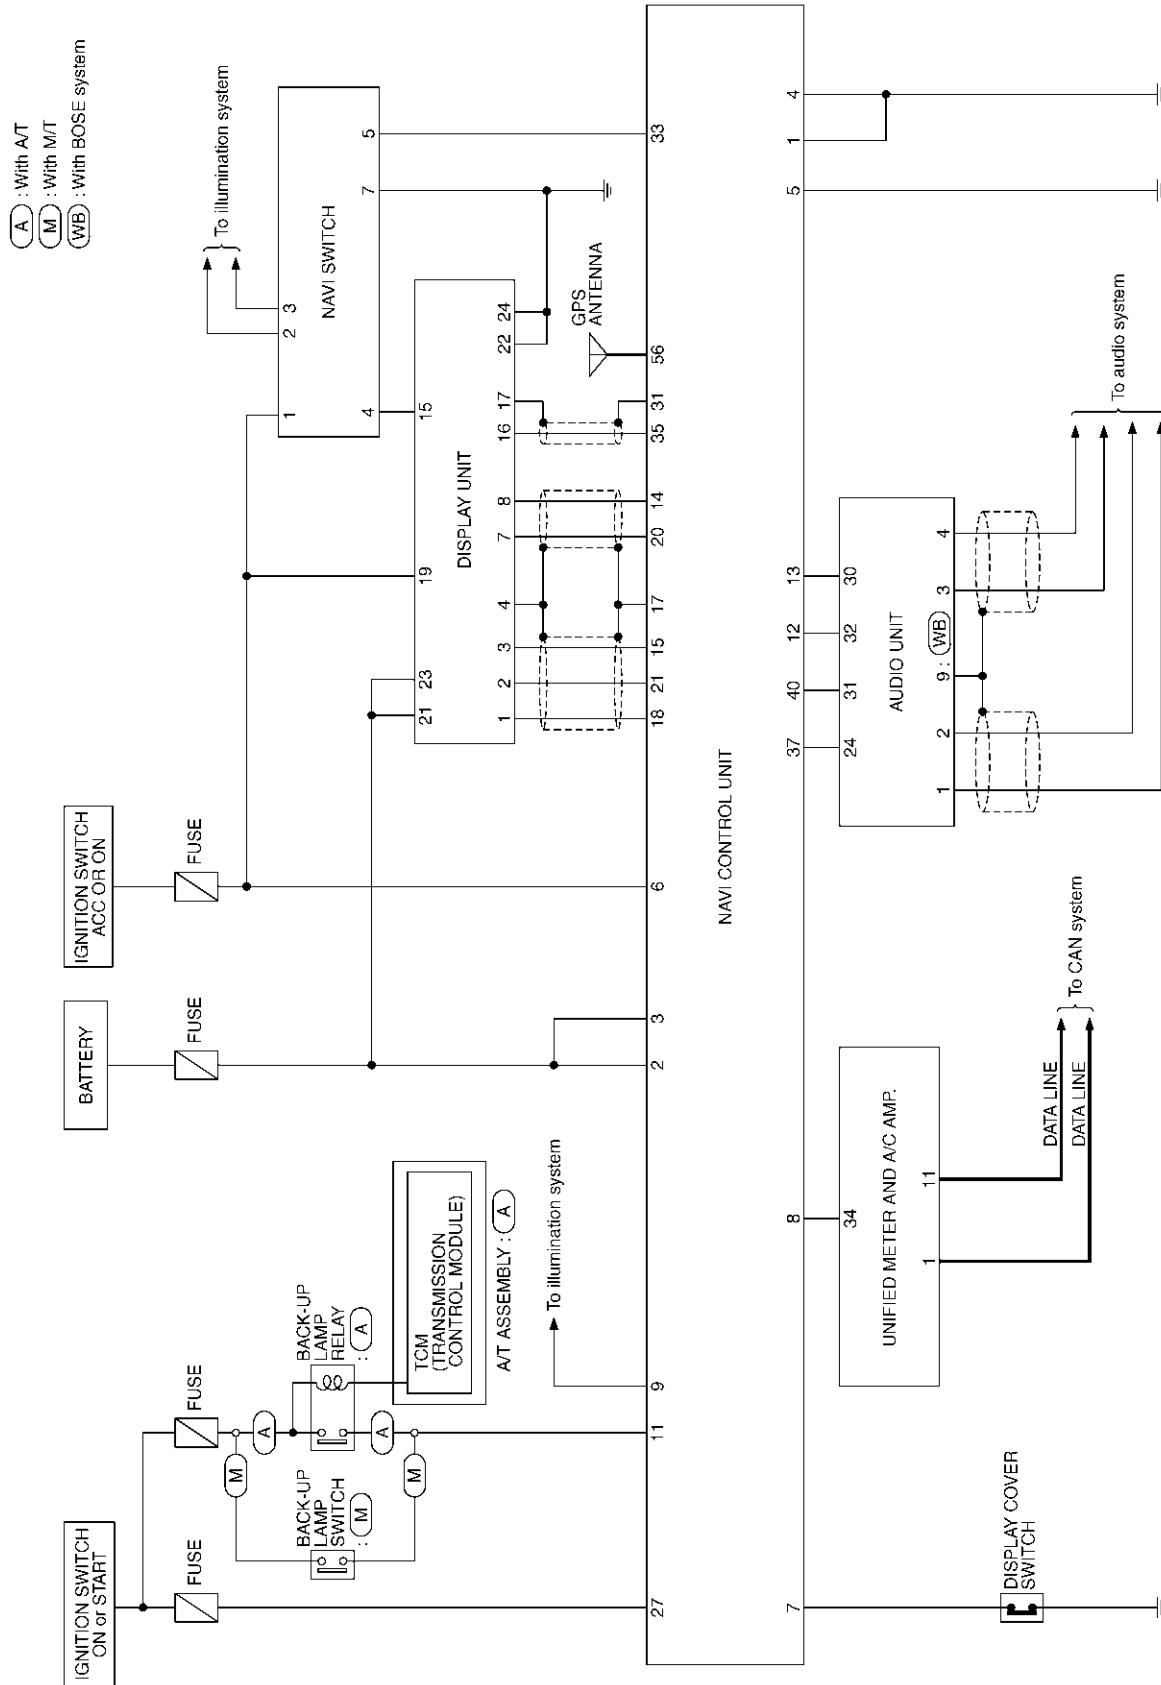 IGNITION SWITCH
ON or START
FUSE
FUSE
BACK-UP
LAMP
SWITCH
: M
M
M
A
A
BACK-UP
LAMP
RELAY
: A
TCM
(TRANSMISSION
CONTROL MODULE)
A/T ASSEMBLY : A
To illumination system
BATTERY
FUSE
IGNITION SWITCH
ACC OR ON
FUSE
A : With A/T
M : With M/T
WB : With BOSE system
To illumination system
1 2 3
NAVI SWITCH
4 7 5
21 23 19 15
DISPLAY UNIT
1 2 3 4 7 8 16 17 22 24
GPS
ANTENNA
27 11 9 2 3 6 18 21 15 17 20 14 35 31 56 33
NAVI CONTROL UNIT
7 8 37 40 12 13 5 1 4
34
UNIFIED METER AND A/C AMP.
1 11
DATA LINE
DATA LINE
To CAN system
24 31 32 30
AUDIO UNIT
1 2 9 : WB 3 4
To audio system
DISPLAY COVER
SWITCH